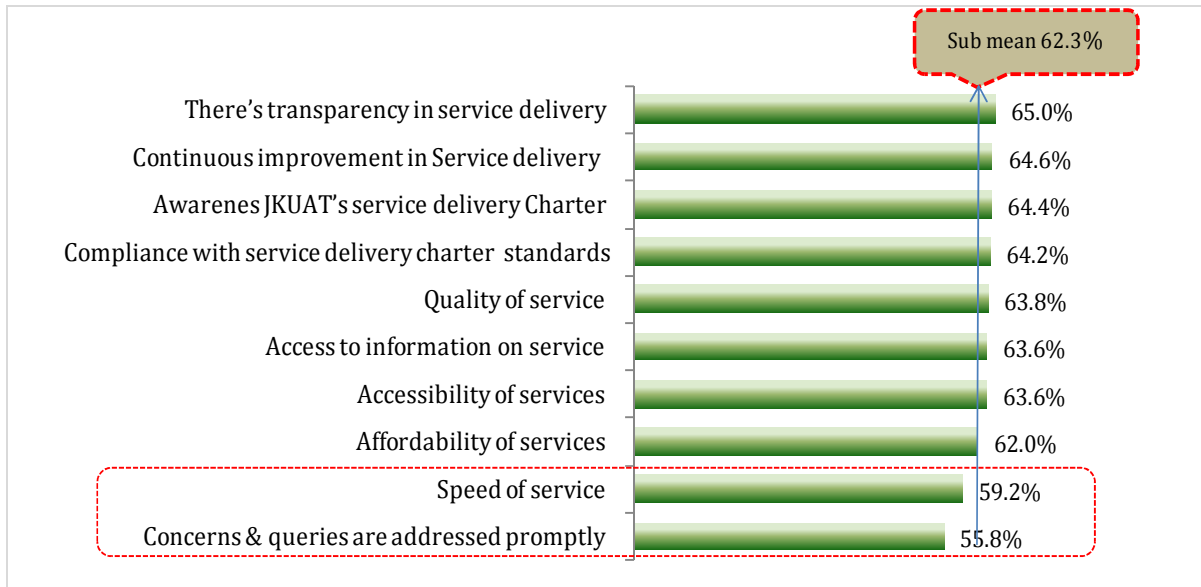 Sub mean 62.3%
There's transparency in service delivery 65.0%
Continuous improvement in Service delivery 64.6%
Awarenes JKUAT's service delivery Charter 64.4%
Compliance with service delivery charter standards 64.2%
Quality of service 63.8%
Access to information on service 63.6%
Accessibility of services 63.6%
Affordability of services 62.0%
Speed of service 59.2%
Concerns & queries are addressed promptly 55.8%